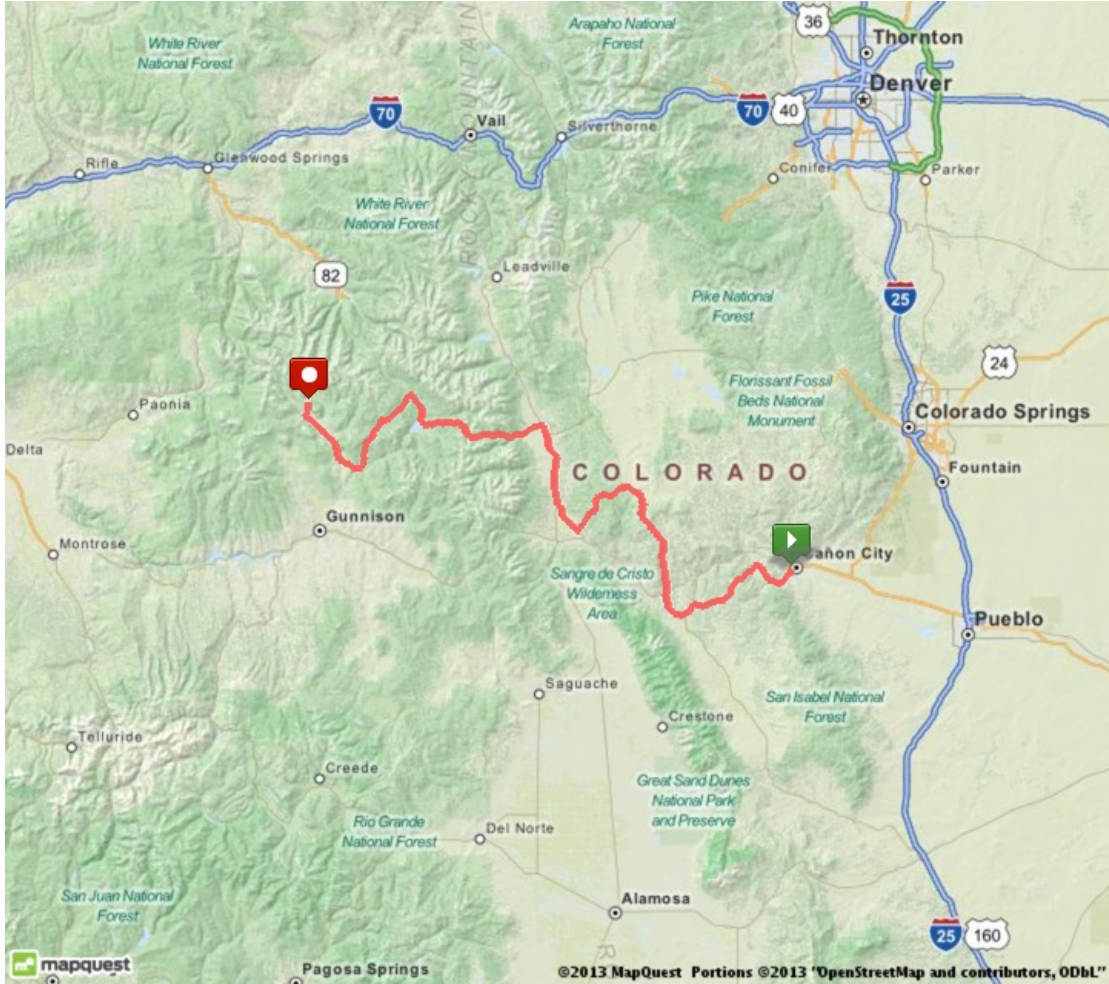 36
Arapaho National
Forest
Thornton
White River
National Forest
Denver
70
Vail
Silverthorne
70
40
Rifle
Glenwood Springs
Conifer
Parker
White River
National Forest
ROCKY MOUNTAIN
82
Leadville
Pike National
Forest
25
24
Paonia
Florissant Fossil
Beds National
Monument
Colorado Springs
Delta
COLORADO
Fountain
Gunnison
Montrose
Cañon City
Sangre de Cristo
Wilderness
Area
Pueblo
Saguache
San Isabel National
Forest
Crestone
Telluride
Creede
Great Sand Dunes
National Park
and Preserve
Rio Grande
National Forest
Del Norte
San Juan National
Forest
Alamosa
R
25
160
mapquest
Pagosa Springs
©2013 MapQuest Portions ©2013 "OpenStreetMap and contributors, ODbL"